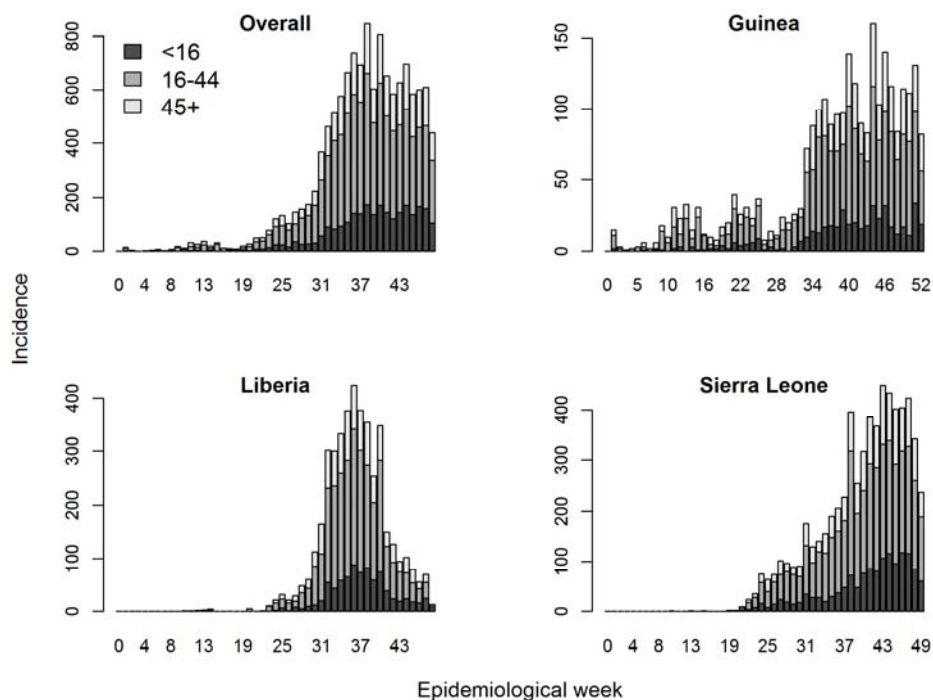 Overall
Guinea
<16
16-44
45+
800
600
400
200
0
0 4 8 13 19 25 31 37 43
150
100
50
0
0 5 10 16 22 28 34 40 46 52
Incidence
Liberia
Sierra Leone
400
300
200
100
0
0 4 8 13 19 25 31 37 43
400
300
200
100
0
0 4 8 13 19 25 31 37 43 49
Epidemiological week